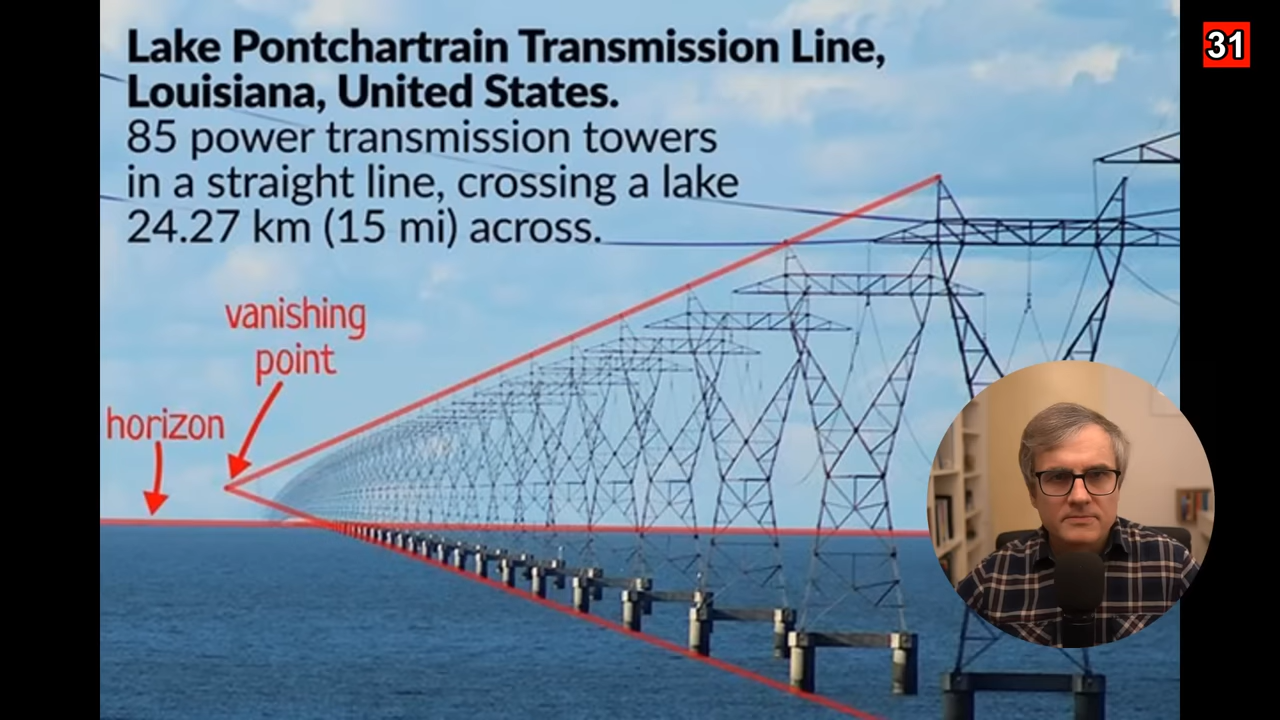 Lake Pontchartrain Transmission Line,
Louisiana, United States.
85 power transmission towers
in a straight line, crossing a lake
24.27 km (15 mi) across.
31
vanishing
point
horizon